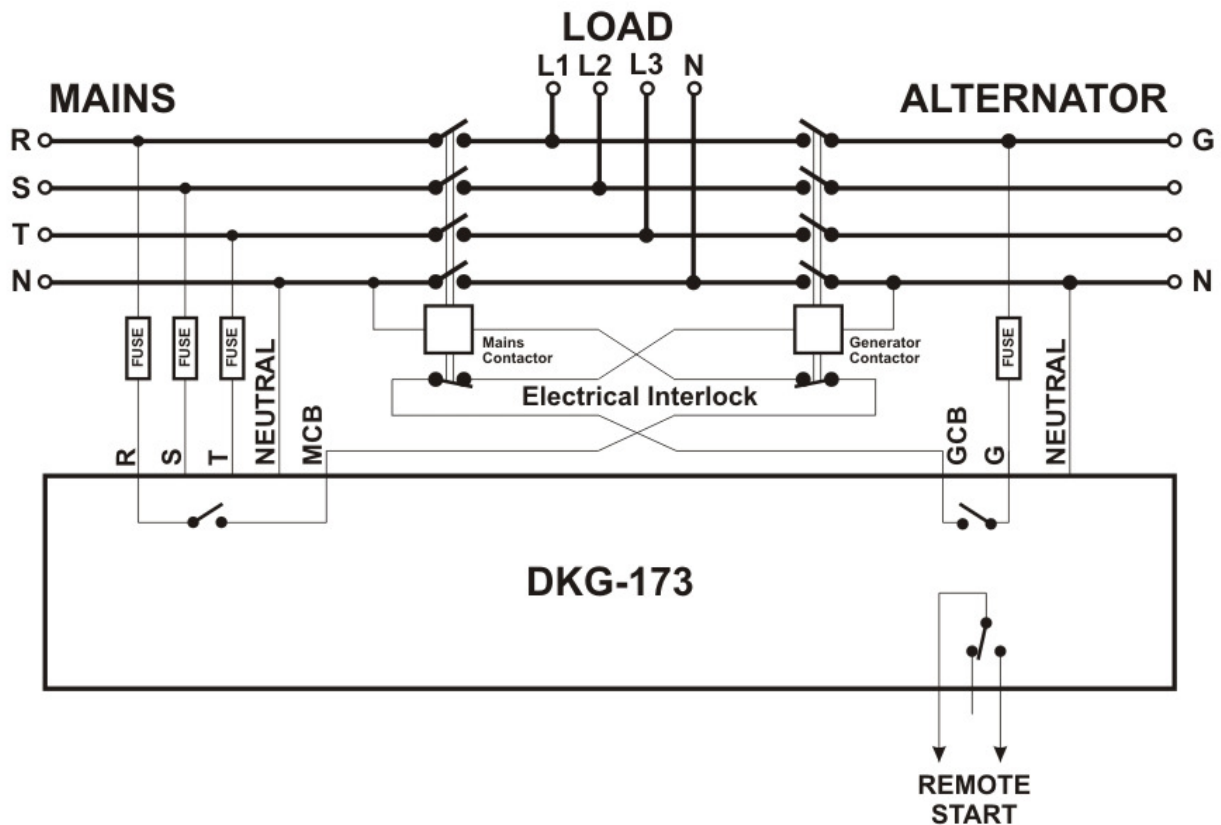 LOAD
L1 L2 L3 N
MAINS
ALTERNATOR
R
G
S
T
N
N
FUSE
FUSE
FUSE
NEUTRAL
Mains
Contactor
Generator
Contactor
FUSE
NEUTRAL
Electrical Interlock
R
S
T
MCB
GCB
G
DKG-173
REMOTE
START